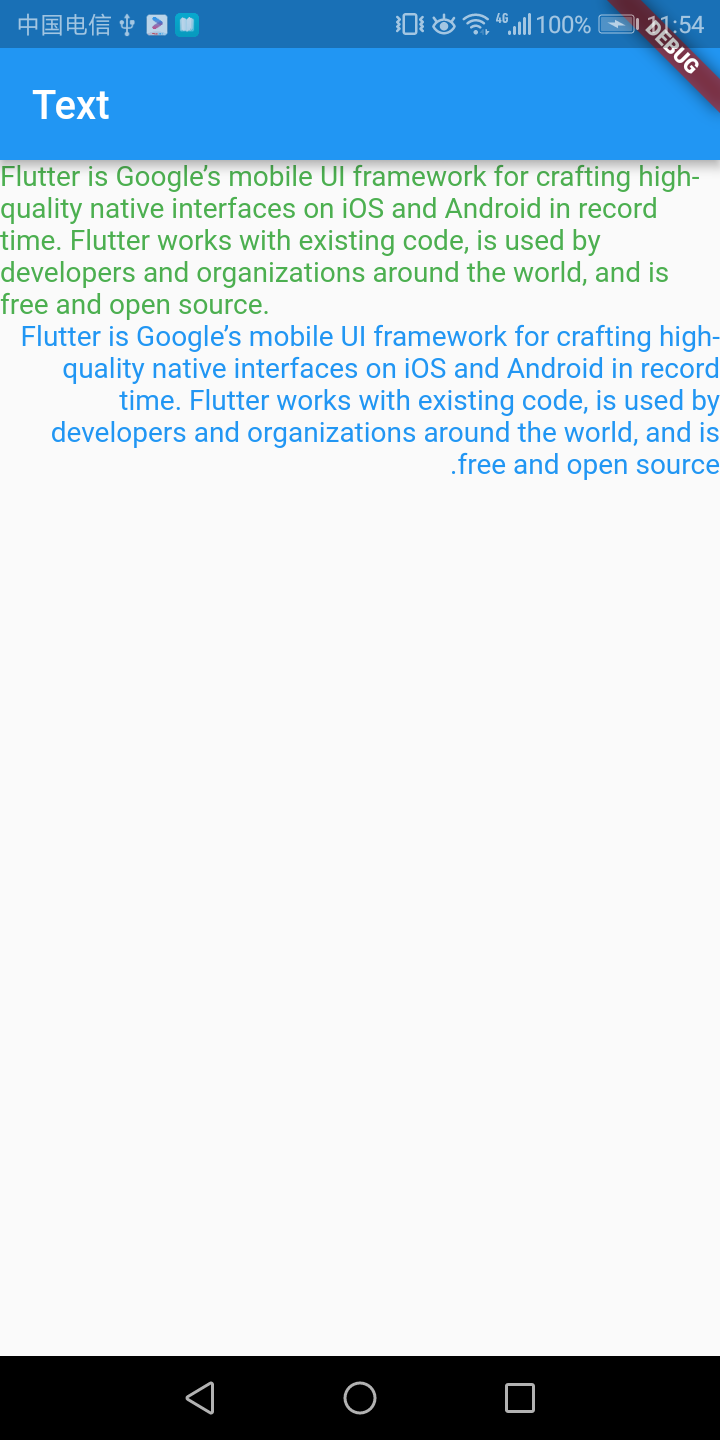 中国电信 4G 100% 11:54
DEBUG
Text
Flutter is Google’s mobile UI framework for crafting high-
quality native interfaces on iOS and Android in record
time. Flutter works with existing code, is used by
developers and organizations around the world, and is
free and open source.
Flutter is Google’s mobile UI framework for crafting high-
quality native interfaces on iOS and Android in record
time. Flutter works with existing code, is used by
developers and organizations around the world, and is
.free and open source